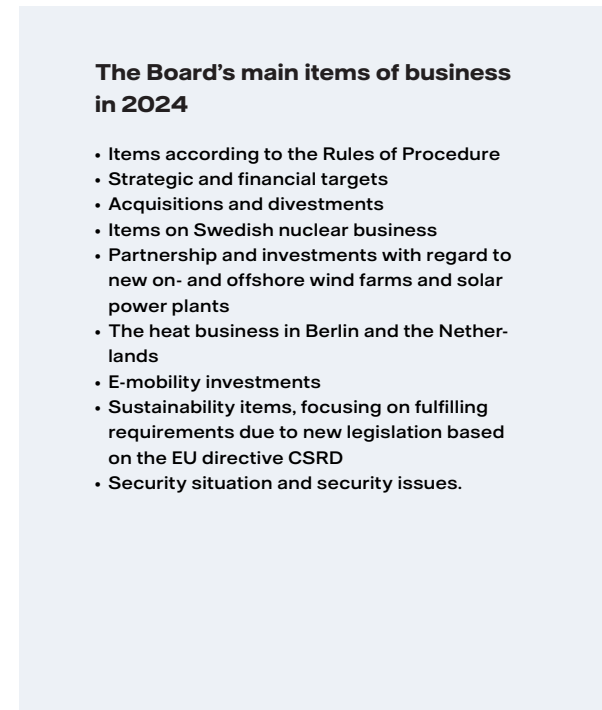 The Board’s main items of business
in 2024
• Items according to the Rules of Procedure
• Strategic and financial targets
• Acquisitions and divestments
• Items on Swedish nuclear business
• Partnership and investments with regard to
new on- and offshore wind farms and solar
power plants
• The heat business in Berlin and the Nether-
lands
• E-mobility investments
• Sustainability items, focusing on fulfilling
requirements due to new legislation based
on the EU directive CSRD
• Security situation and security issues.